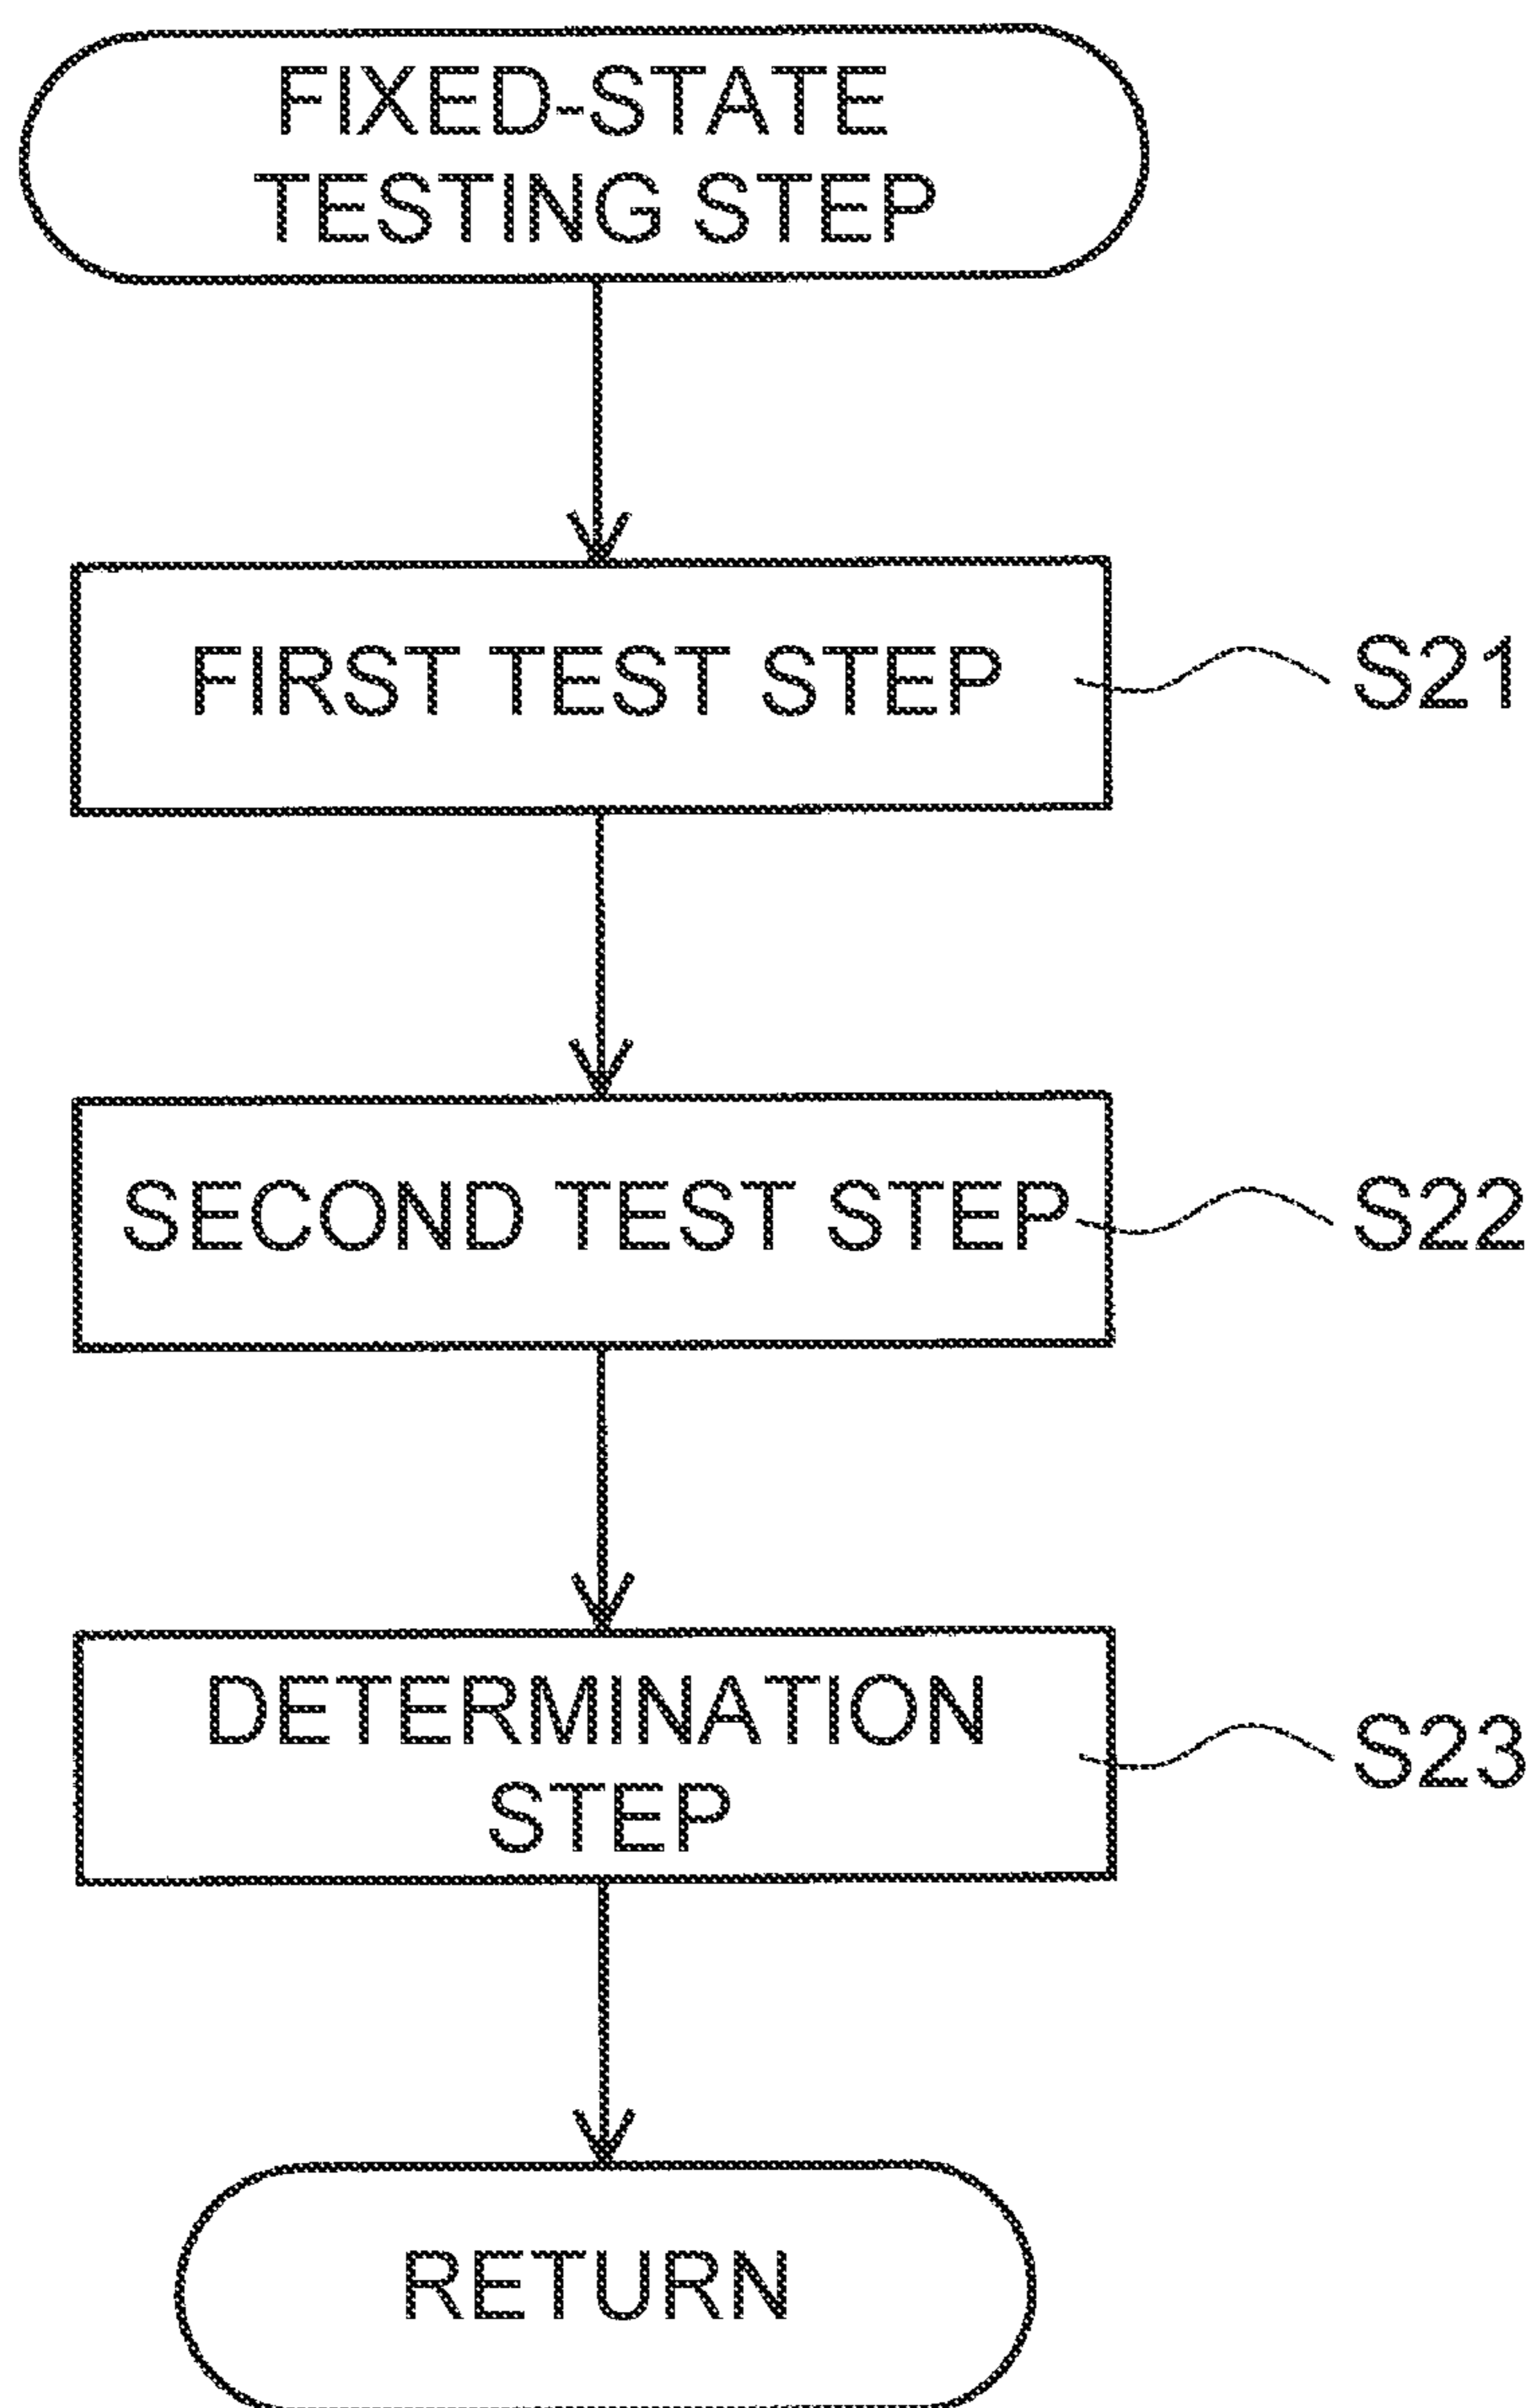 FIXED-STATE
TESTING STEP
FIRST TEST STEP
S21
SECOND TEST STEP
S22
DETERMINATION
STEP
S23
RETURN